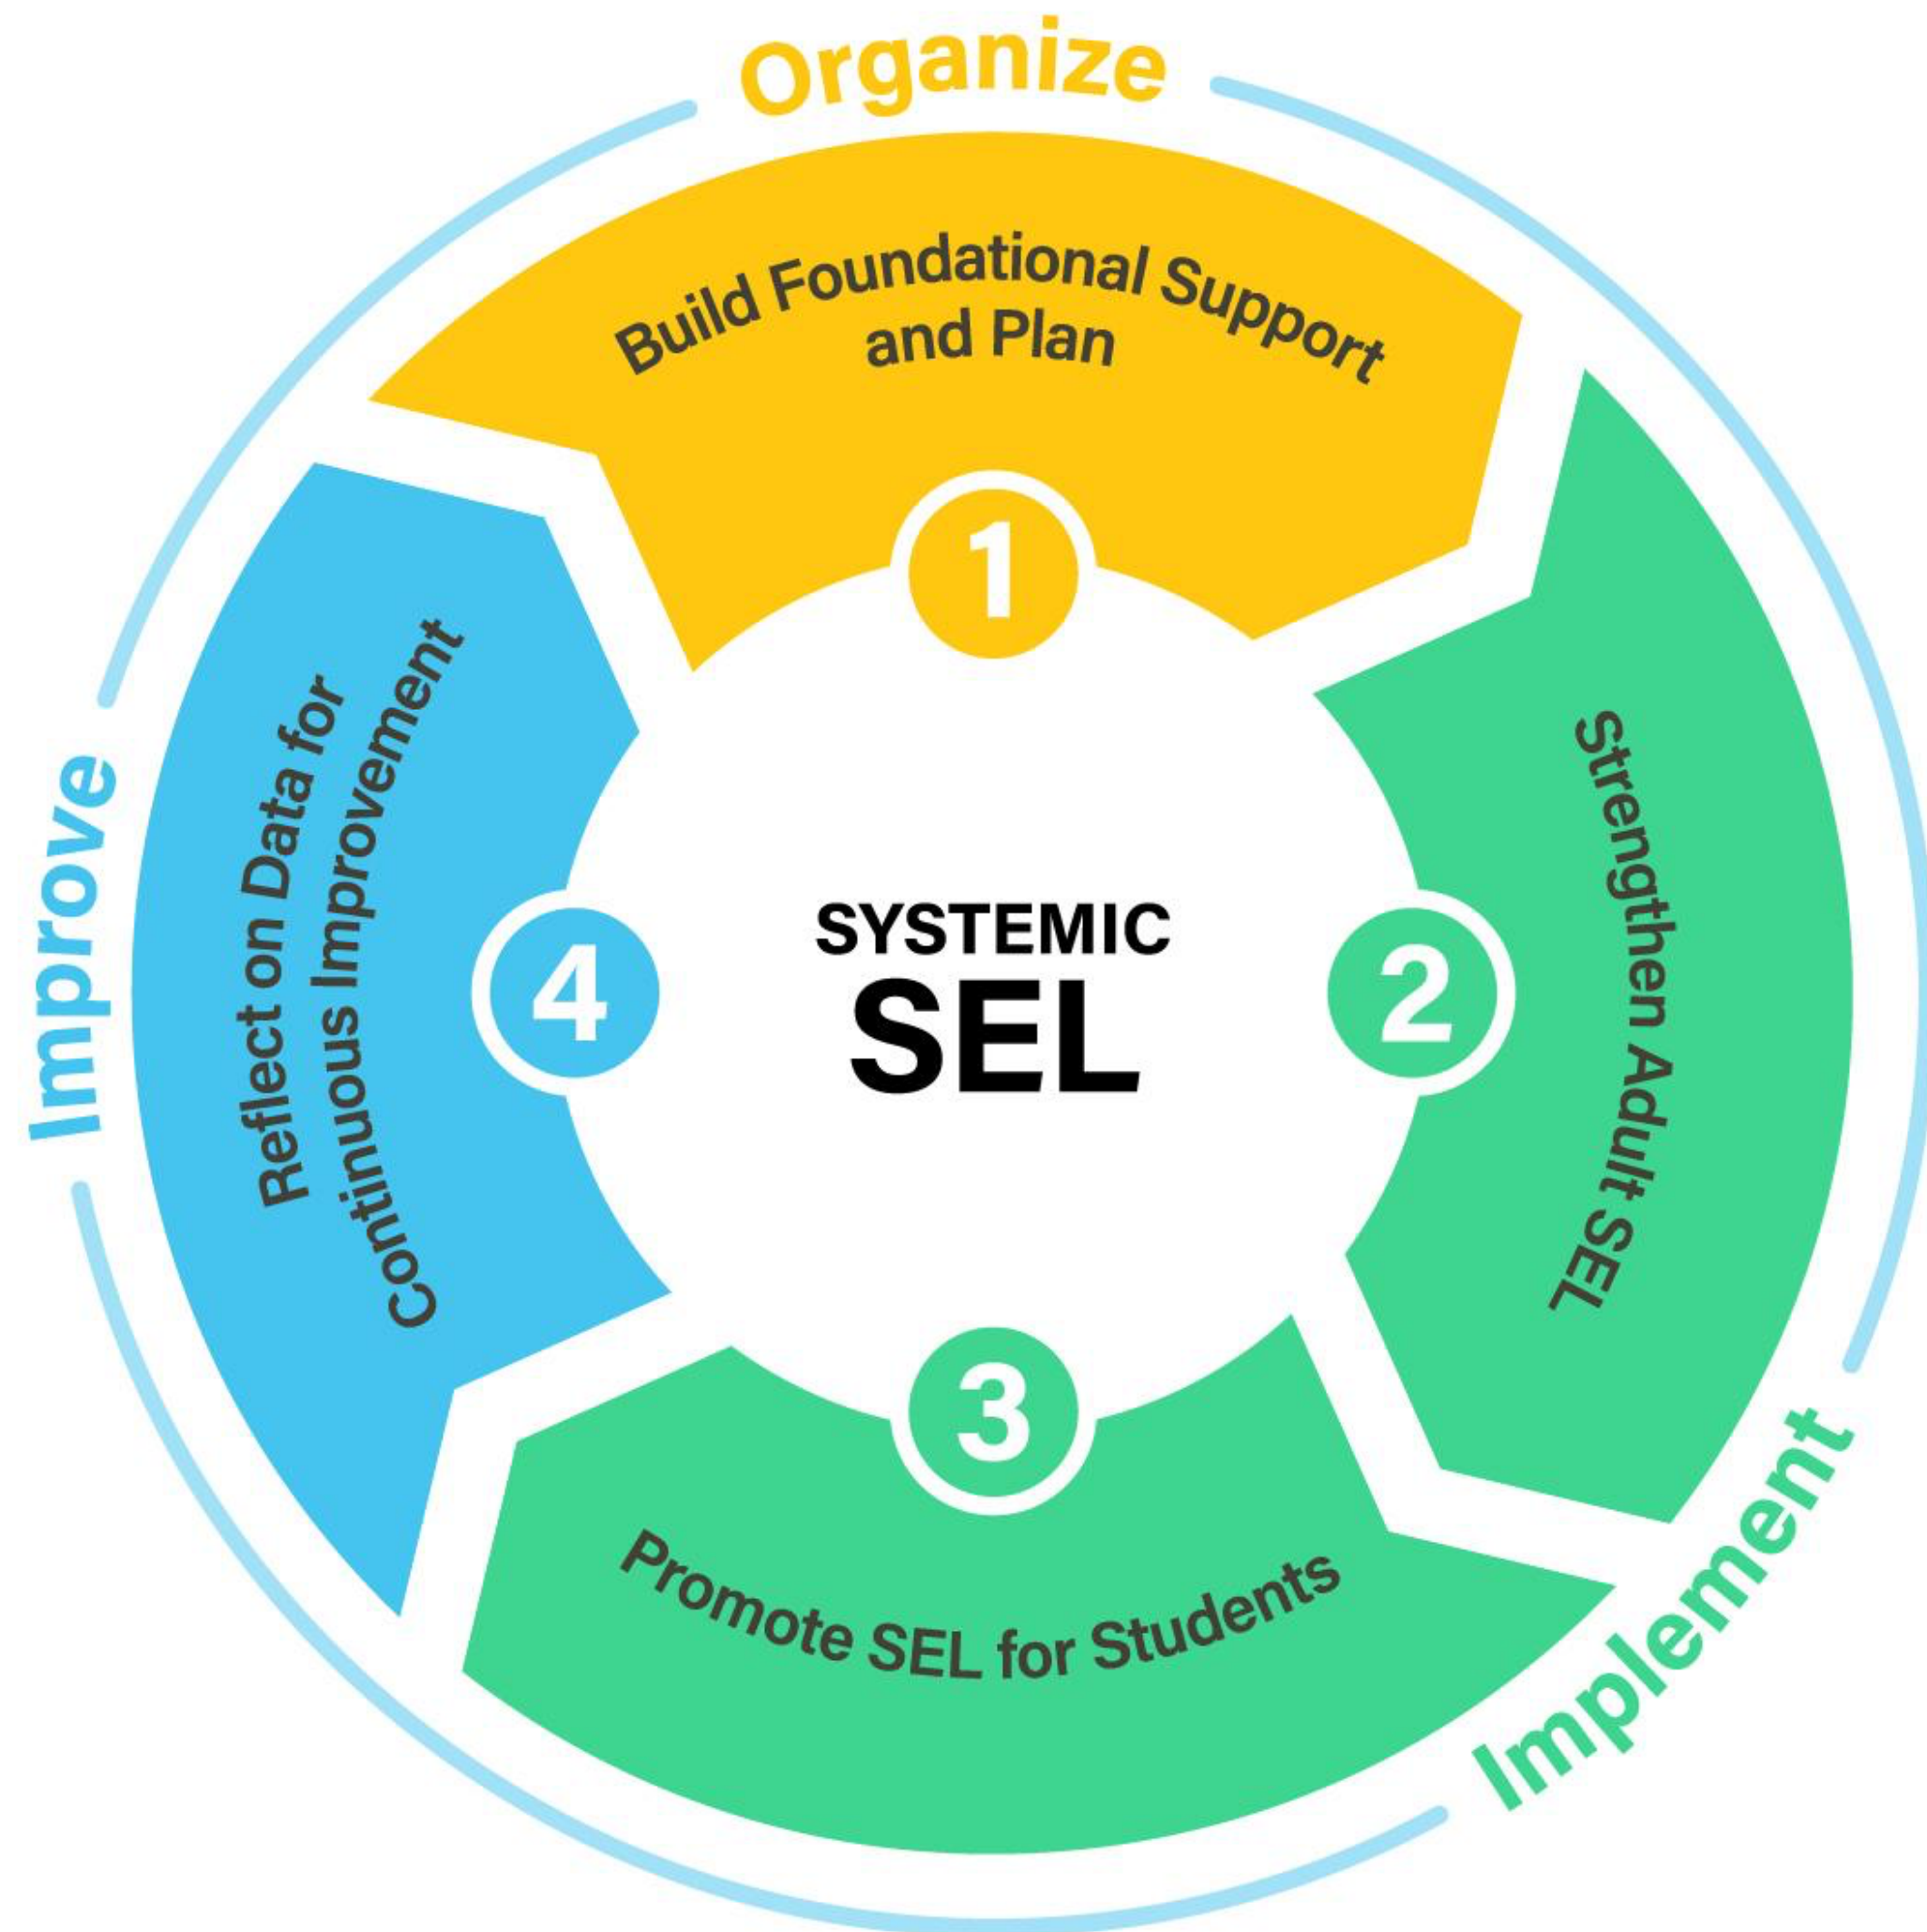 Organize
Build Foundational Support
and Plan
1
Strengthen Adult SEL
2
Implement
3
Promote SEL for Students
Improve
Reflect on Data for
Continuous Improvement
4
SYSTEMIC
SEL